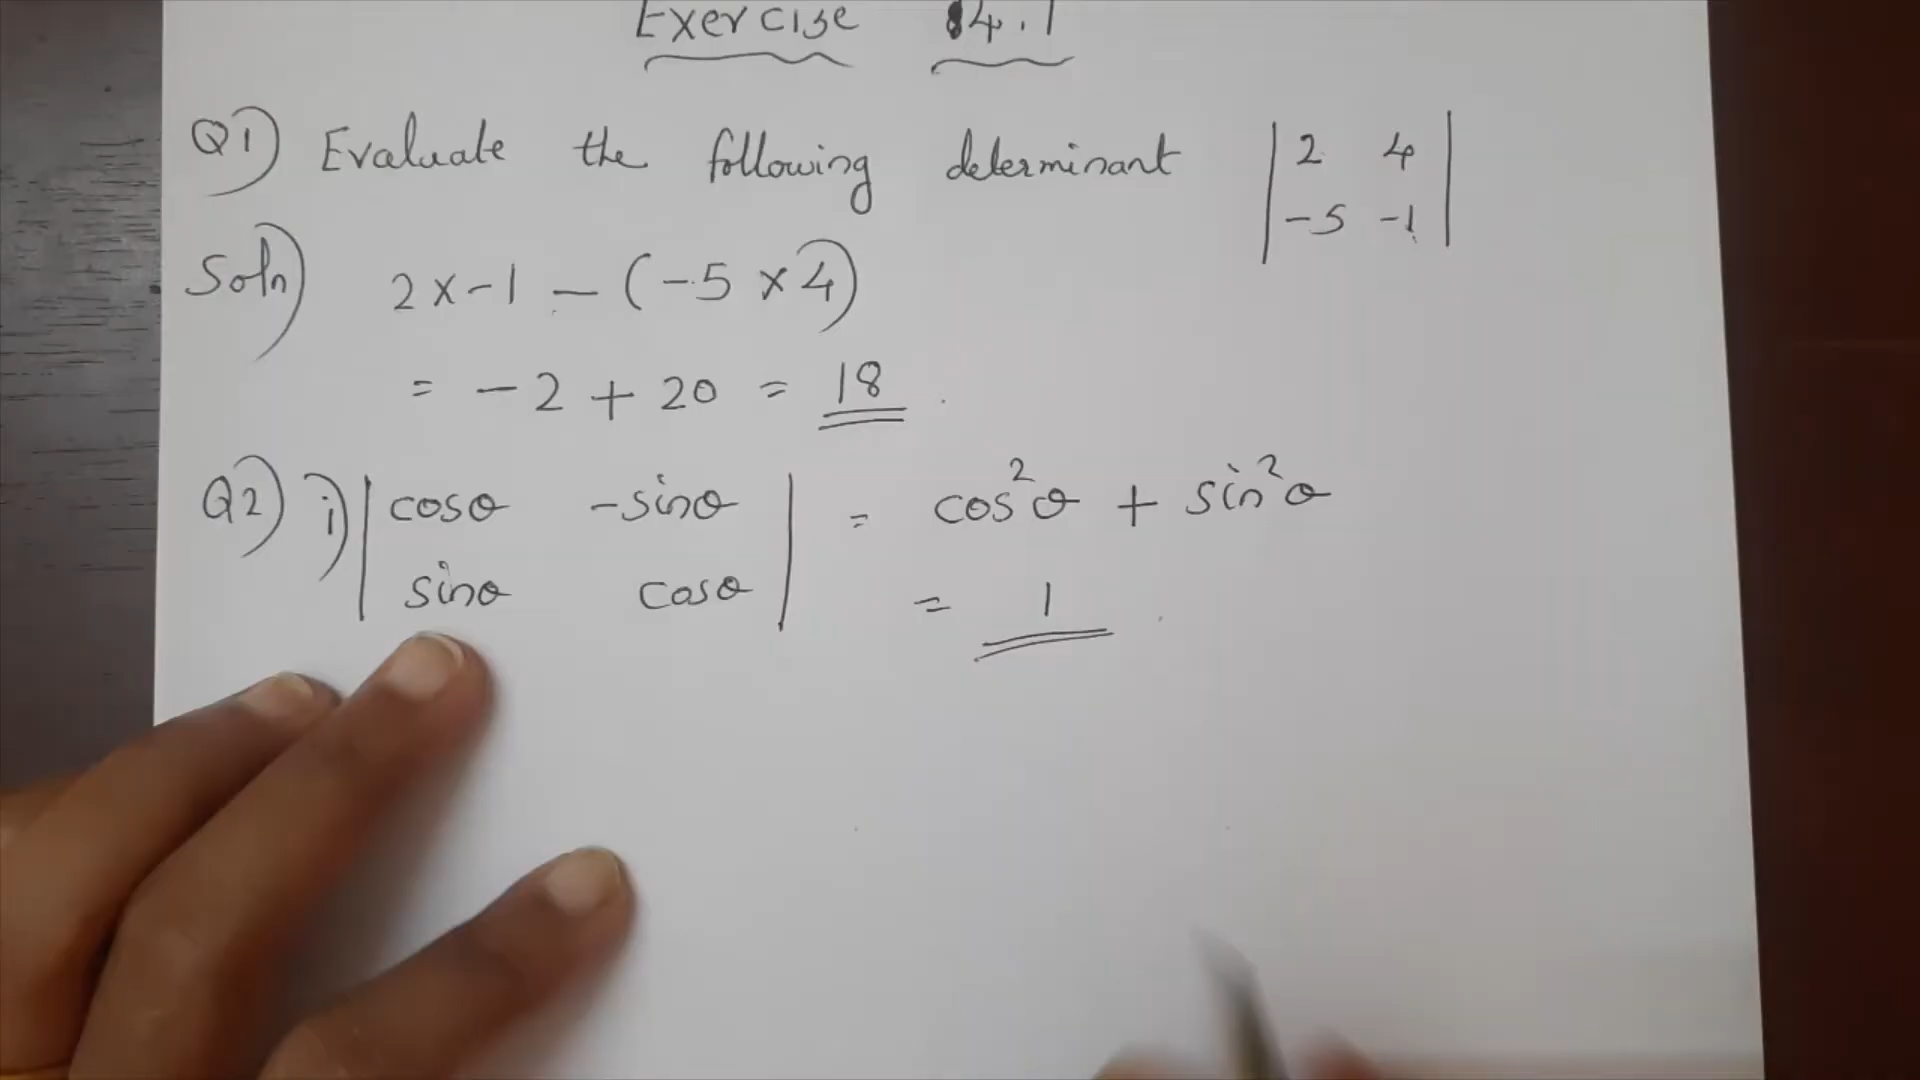 Exercise 4.1
Q1) Evaluate the following determinant | 2 4 |
| -5 -1 |
Soln) 2 x -1 - (-5 x 4)
= -2 + 20 = 18
Q2) i) | cosθ -sinθ | = cos²θ + sin²θ
| sinθ cosθ | = 1